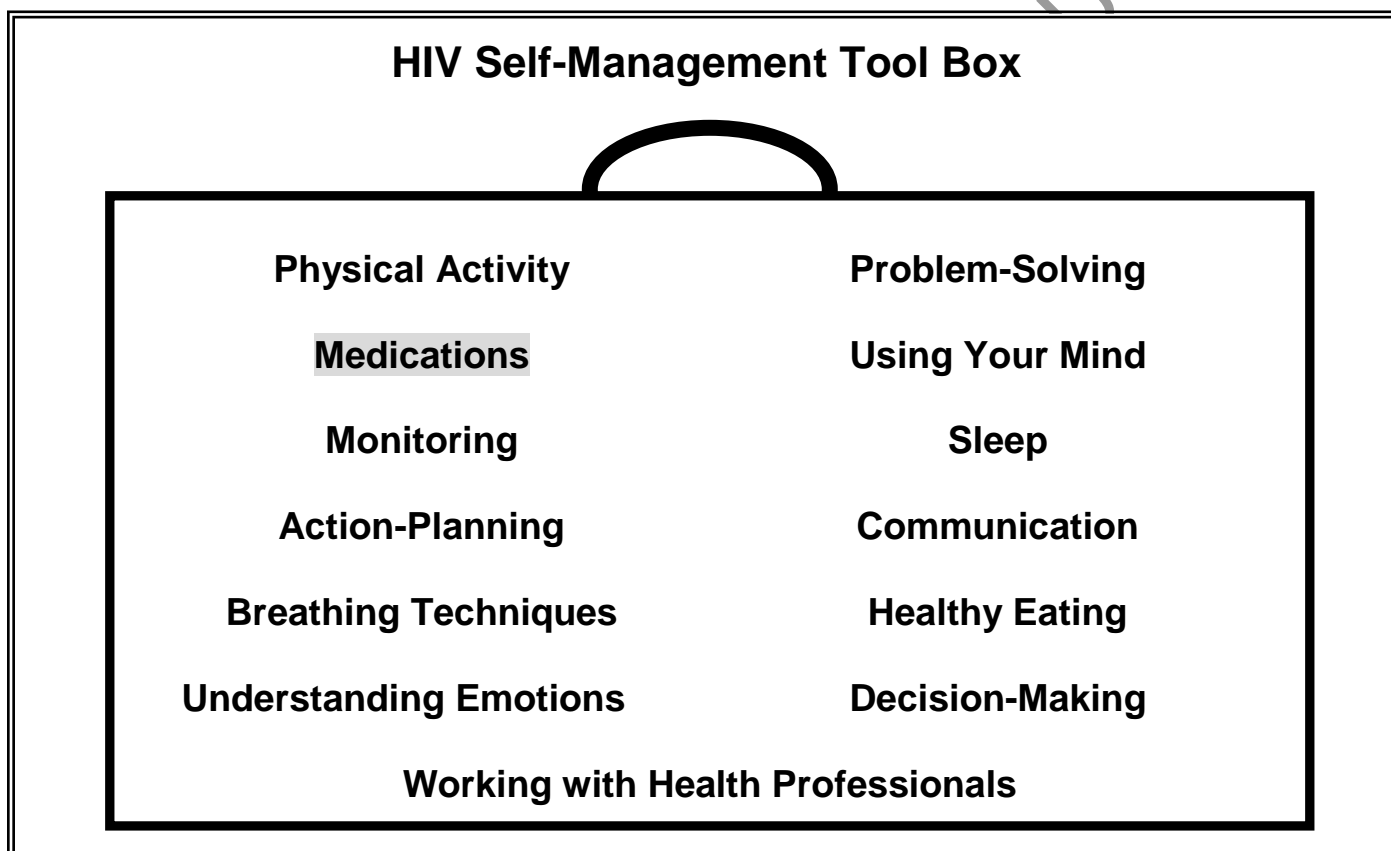 HIV Self-Management Tool Box
Physical Activity Problem-Solving
Medications Using Your Mind
Monitoring Sleep
Action-Planning Communication
Breathing Techniques Healthy Eating
Understanding Emotions Decision-Making
Working with Health Professionals